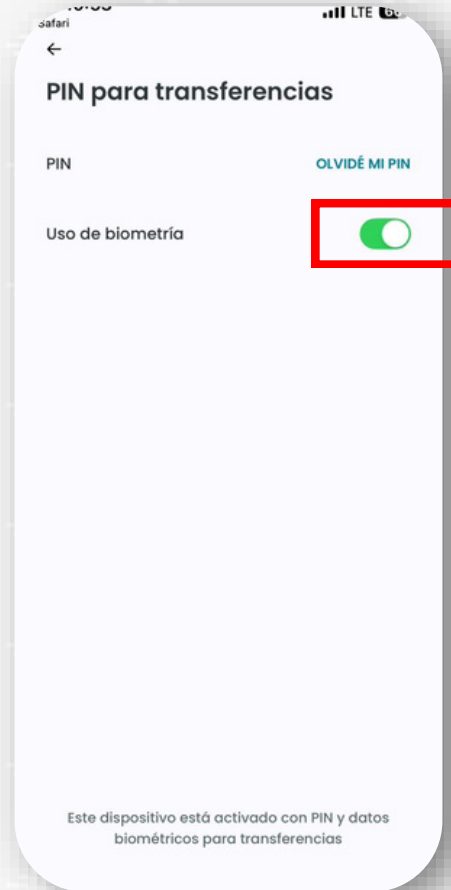 Safari
LTE
←
PIN para transferencias
PIN
OLVIDÉ MI PIN
Uso de biometría
Este dispositivo está activado con PIN y datos
biométricos para transferencias